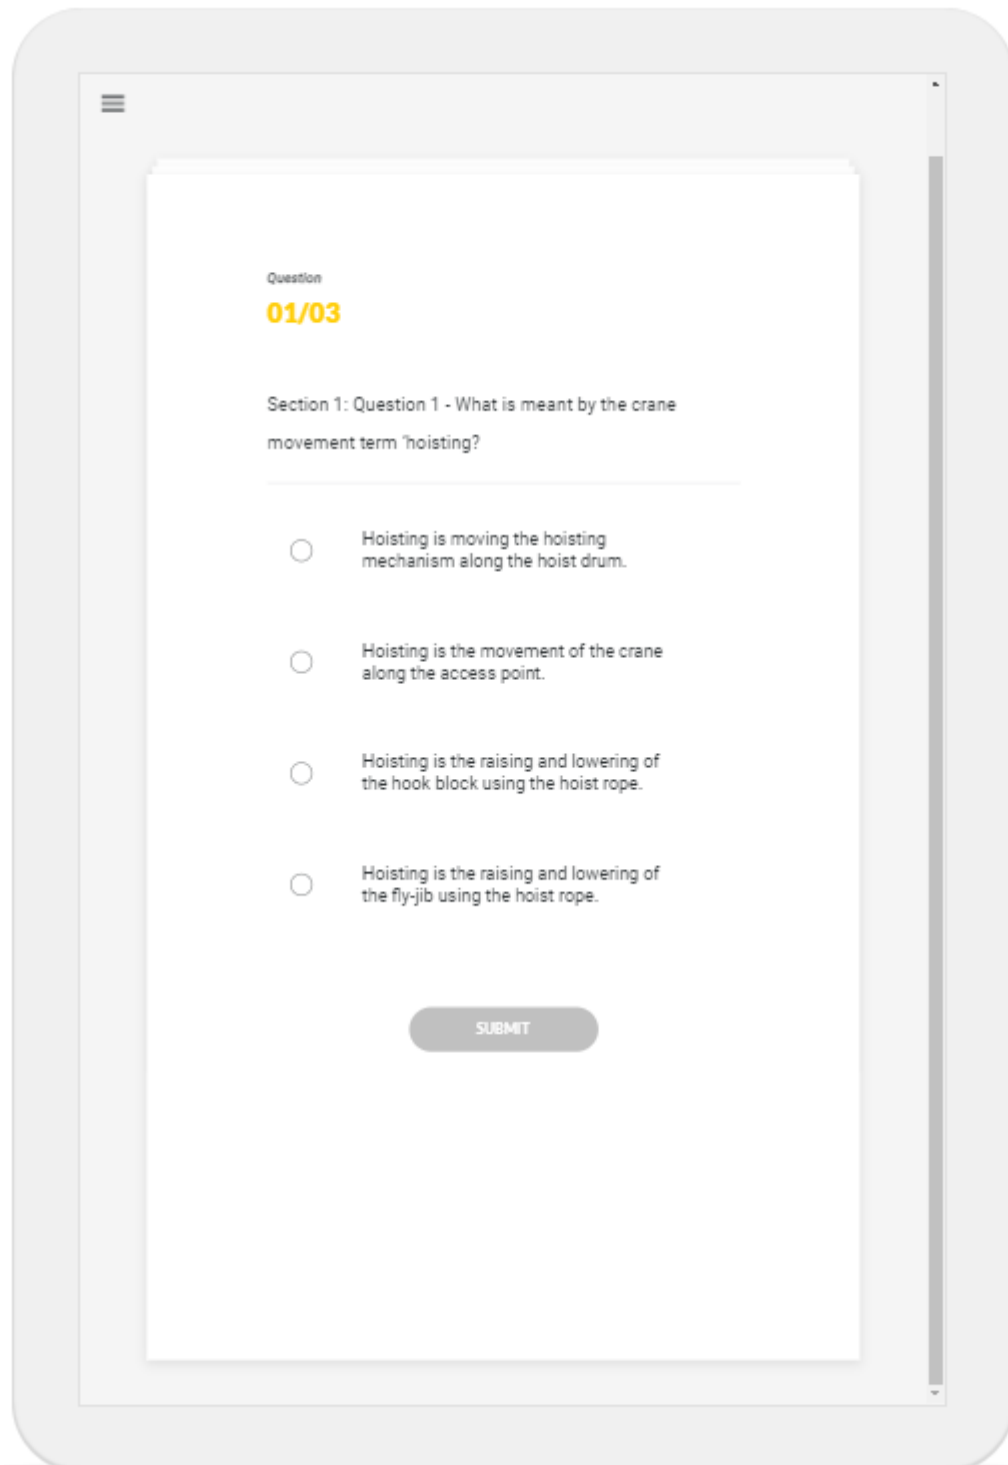 Question
01/03
Section 1: Question 1 - What is meant by the crane
movement term 'hoisting?
Hoisting is moving the hoisting
mechanism along the hoist drum.
Hoisting is the movement of the crane
along the access point.
Hoisting is the raising and lowering of
the hook block using the hoist rope.
Hoisting is the raising and lowering of
the fly-jib using the hoist rope.
SUBMIT